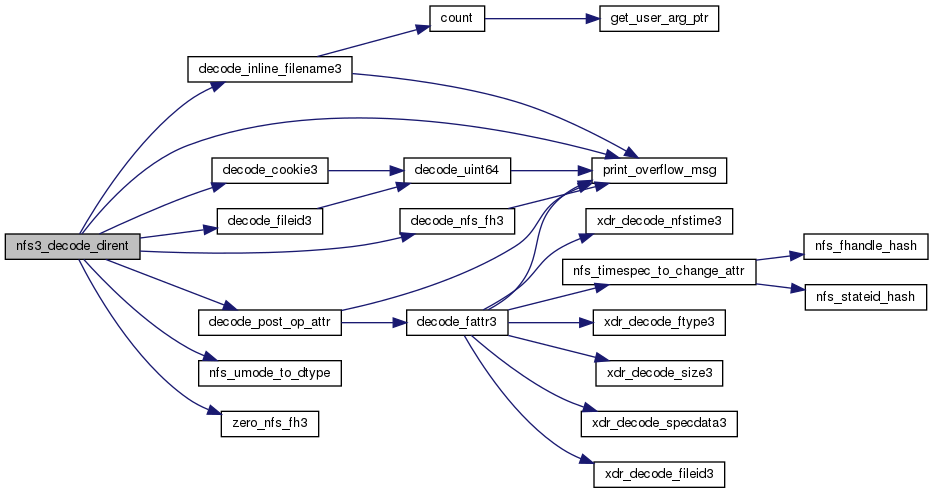 count
get_user_arg_ptr
decode_inline_filename3
decode_cookie3
decode_uint64
print_overflow_msg
decode_fileid3
decode_nfs_fh3
xdr_decode_nfstime3
nfs3_decode_dirent
nfs_fhandle_hash
nfs_timespec_to_change_attr
nfs_stateid_hash
decode_post_op_attr
decode_fattr3
xdr_decode_ftype3
nfs_umode_to_dtype
xdr_decode_size3
zero_nfs_fh3
xdr_decode_specdata3
xdr_decode_fileid3